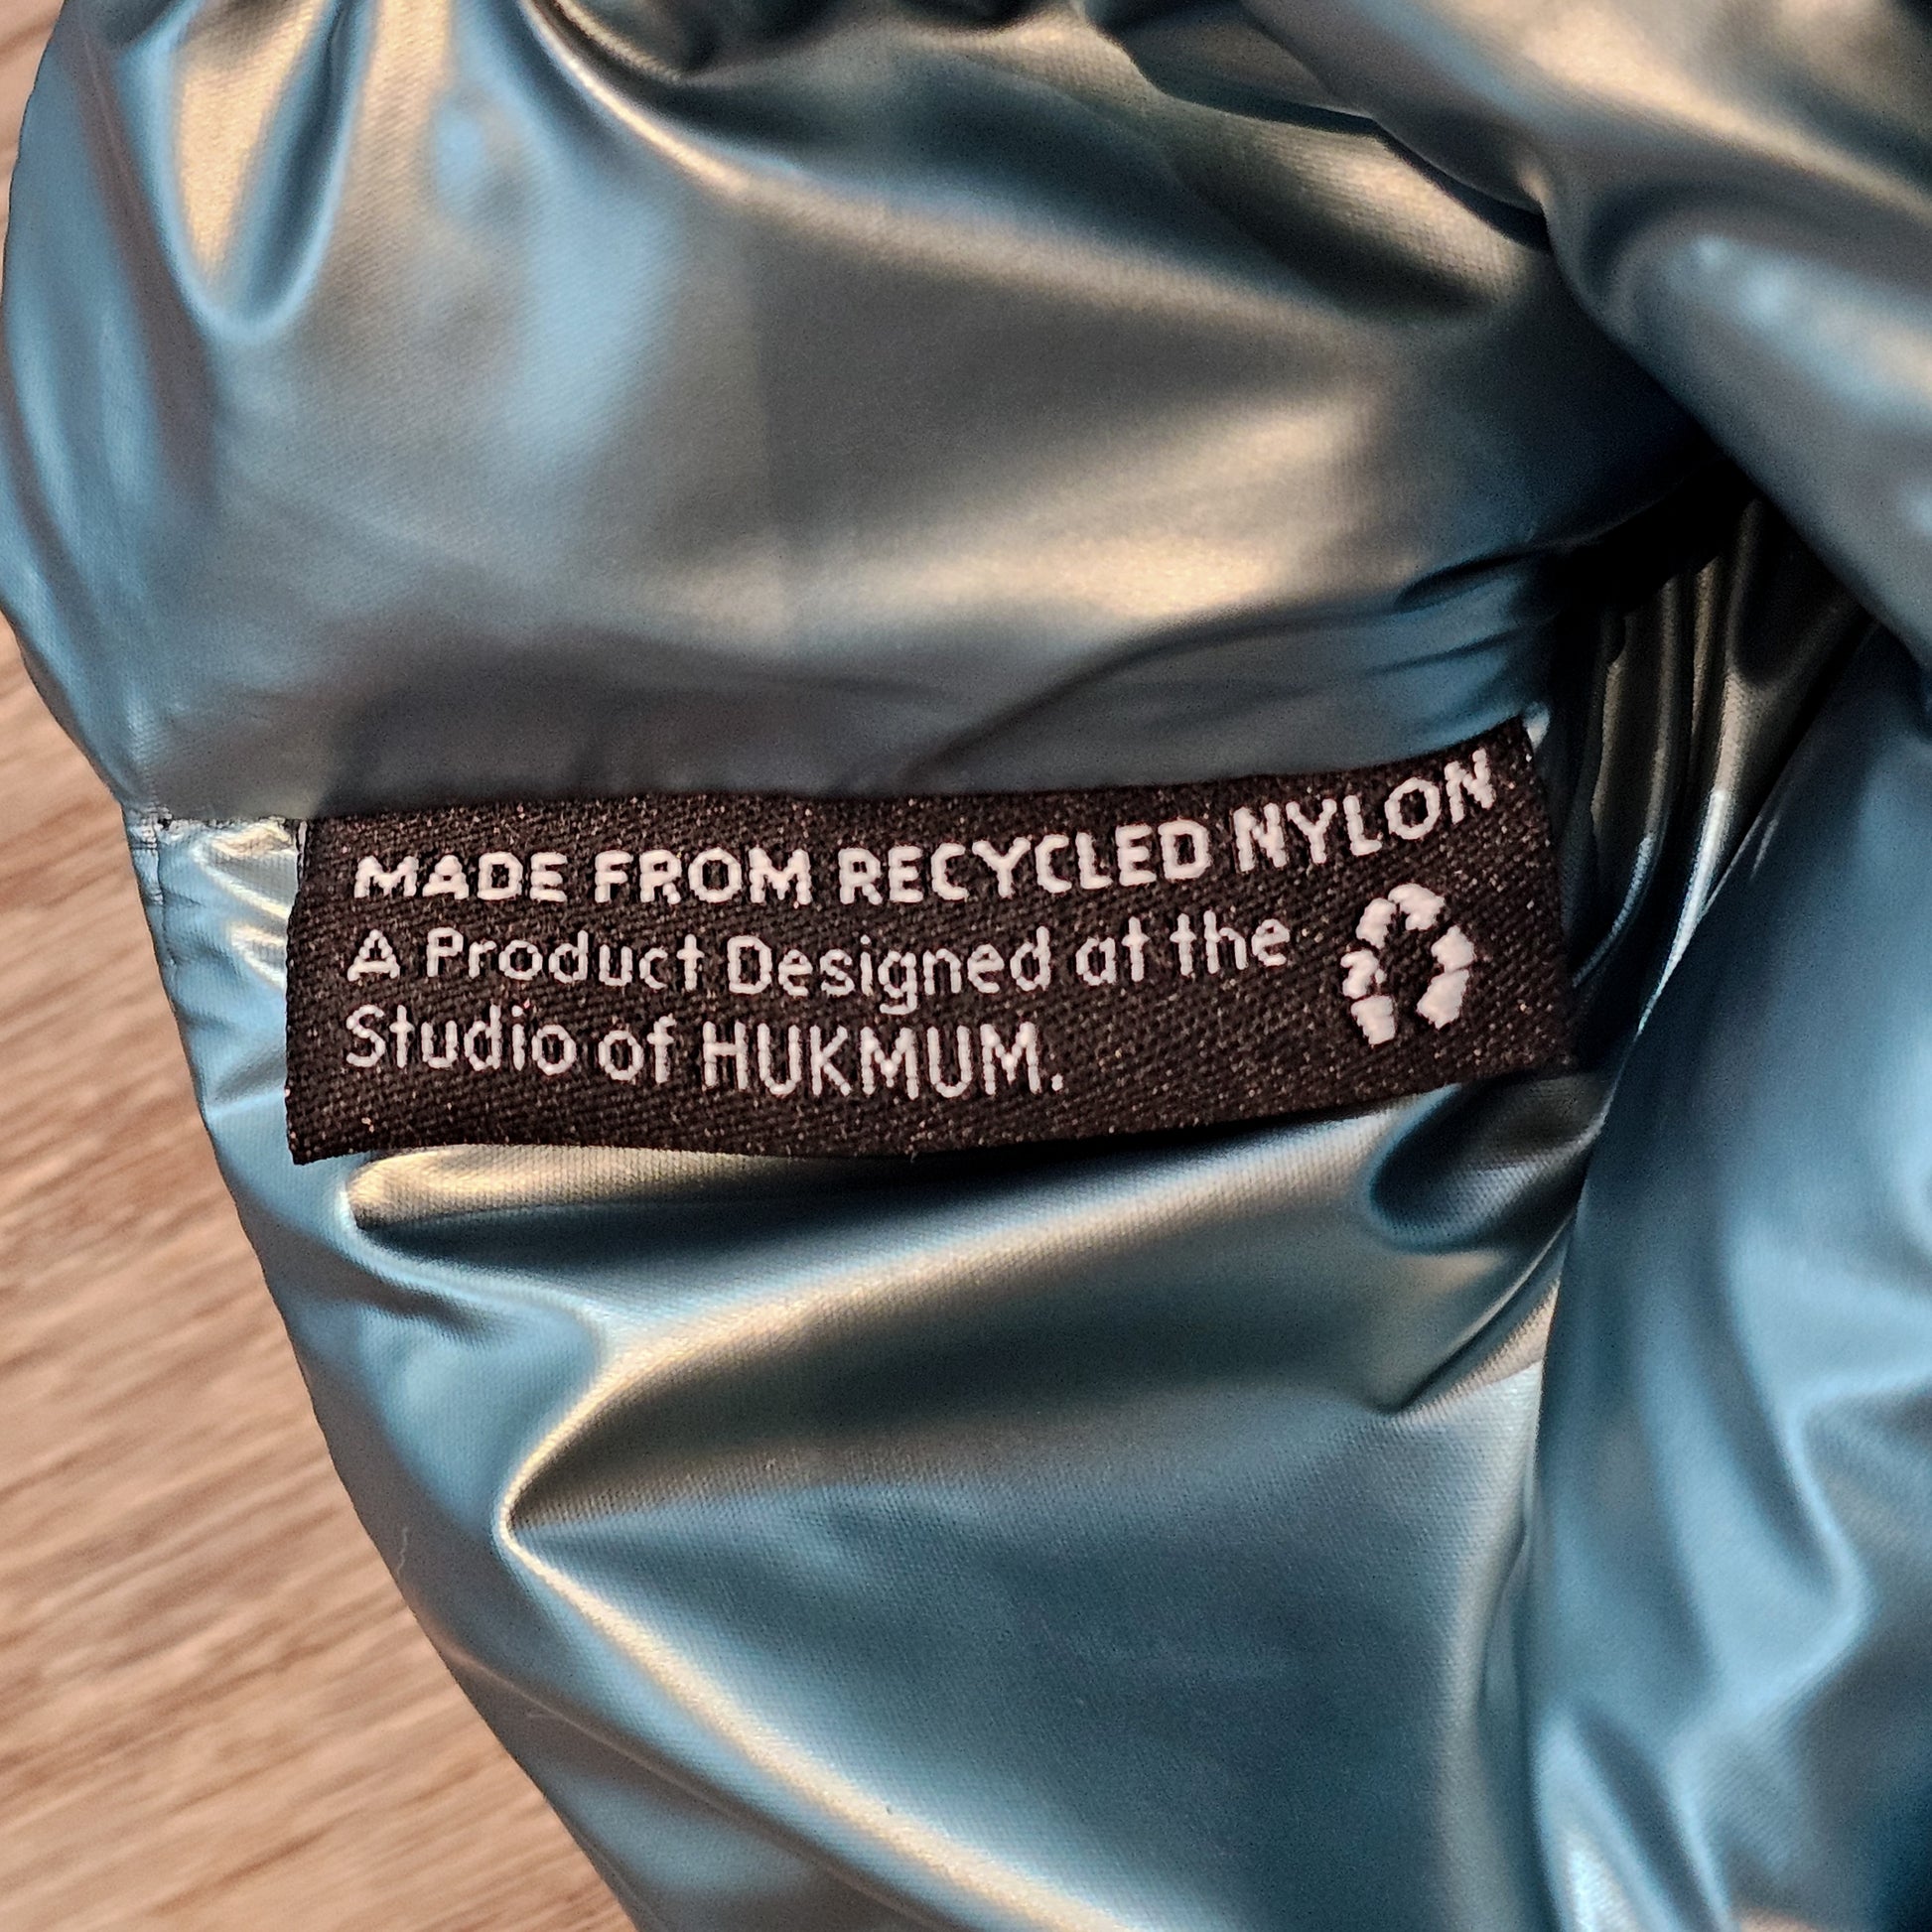 MADE FROM RECYCLED NYLON
A Product Designed at the
Studio of HUKMUM.